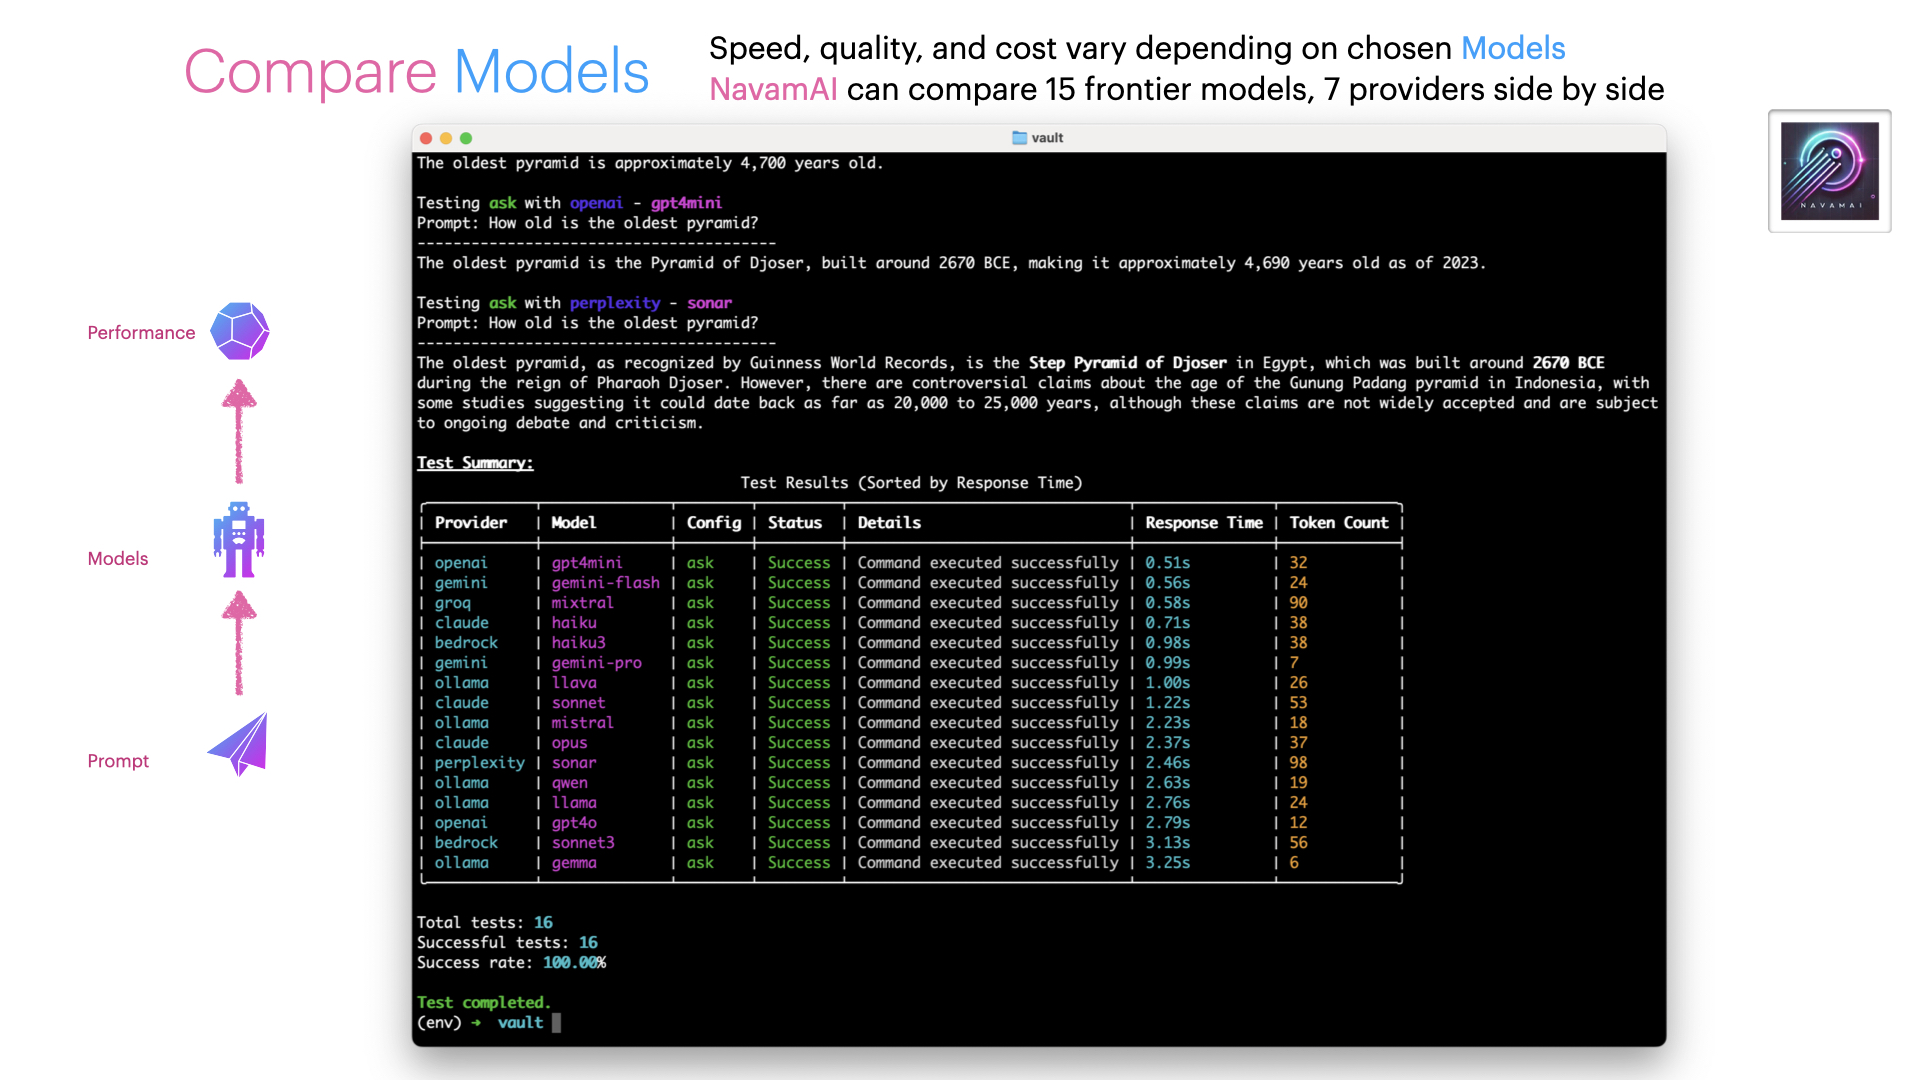 Compare Models
Speed, quality, and cost vary depending on chosen Models
NavamAI can compare 15 frontier models, 7 providers side by side
NAVAMAI
vault
The oldest pyramid is approximately 4,700 years old.
Testing ask with openai - gpt4mini
Prompt: How old is the oldest pyramid?
----------------------------------------
The oldest pyramid is the Pyramid of Djoser, built around 2670 BCE, making it approximately 4,690 years old as of 2023.
Testing ask with perplexity - sonar
Prompt: How old is the oldest pyramid?
----------------------------------------
The oldest pyramid, as recognized by Guinness World Records, is the Step Pyramid of Djoser in Egypt, which was built around 2670 BCE
during the reign of Pharaoh Djoser. However, there are controversial claims about the age of the Gunung Padang pyramid in Indonesia, with
some studies suggesting it could date back as far as 20,000 to 25,000 years, although these claims are not widely accepted and are subject
to ongoing debate and criticism.
Test Summary:
Test Results (Sorted by Response Time)
Provider | Model | Config | Status | Details | Response Time | Token Count
openai | gpt4mini | ask | Success | Command executed successfully | 0.51s | 32
gemini | gemini-flash | ask | Success | Command executed successfully | 0.56s | 24
groq | mixtral | ask | Success | Command executed successfully | 0.58s | 90
claude | haiku | ask | Success | Command executed successfully | 0.71s | 38
bedrock | haiku3 | ask | Success | Command executed successfully | 0.98s | 38
gemini | gemini-pro | ask | Success | Command executed successfully | 0.99s | 7
ollama | llava | ask | Success | Command executed successfully | 1.00s | 26
claude | sonnet | ask | Success | Command executed successfully | 1.22s | 53
ollama | mistral | ask | Success | Command executed successfully | 2.23s | 18
claude | opus | ask | Success | Command executed successfully | 2.37s | 37
perplexity | sonar | ask | Success | Command executed successfully | 2.46s | 98
ollama | qwen | ask | Success | Command executed successfully | 2.63s | 19
ollama | llama | ask | Success | Command executed successfully | 2.76s | 24
openai | gpt4o | ask | Success | Command executed successfully | 2.79s | 12
bedrock | sonnet3 | ask | Success | Command executed successfully | 3.13s | 56
ollama | gemma | ask | Success | Command executed successfully | 3.25s | 6
Total tests: 16
Successful tests: 16
Success rate: 100.00%
Test completed.
(env) → vault
Performance
Models
Prompt